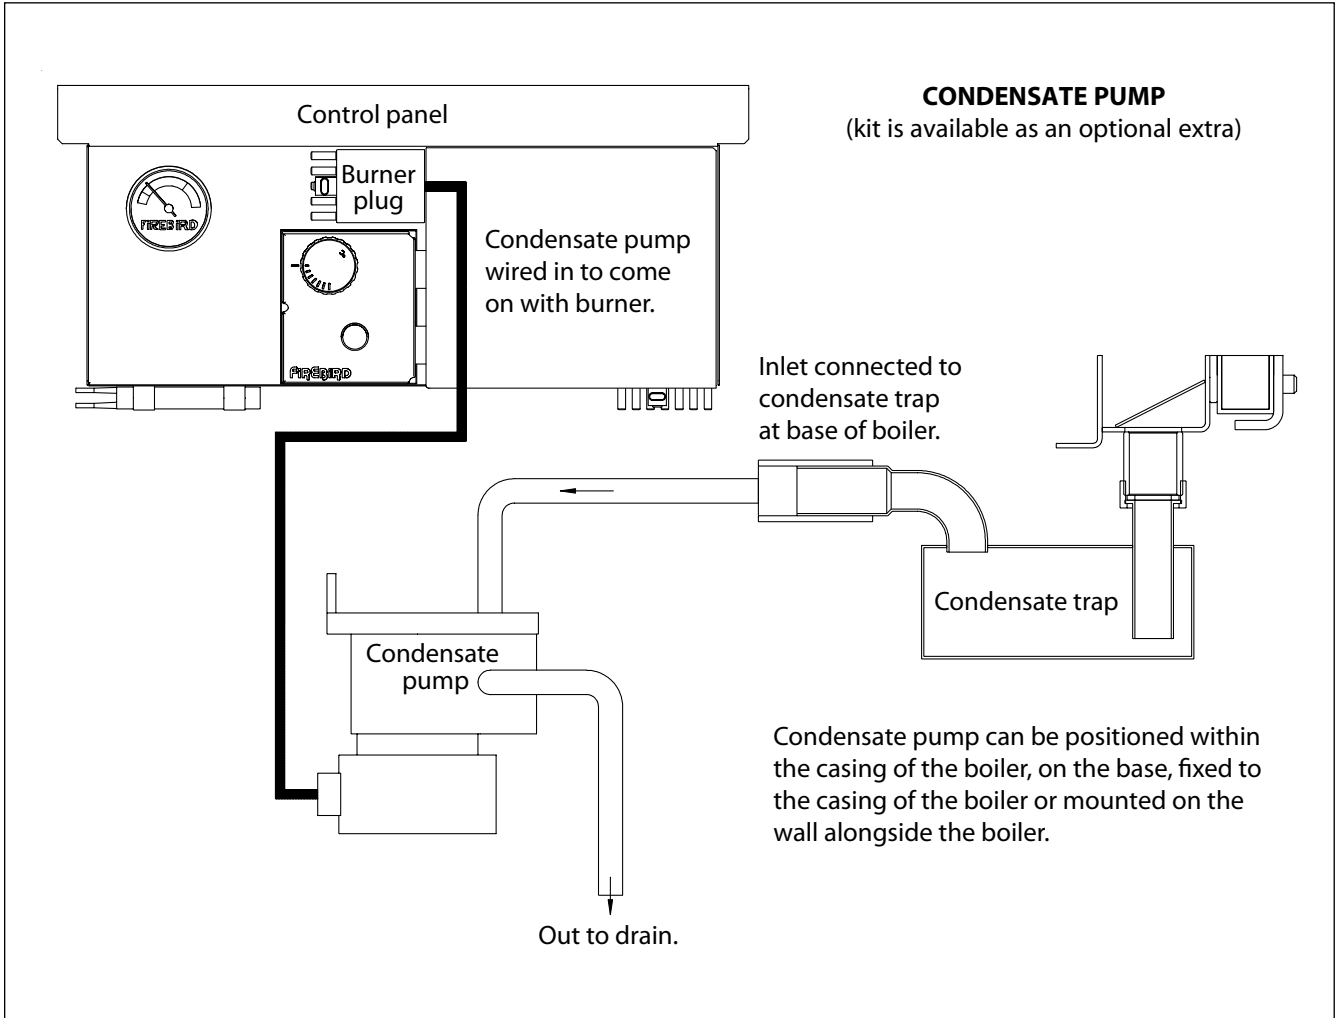 CONDENSATE PUMP
(kit is available as an optional extra)
Control panel
Burner
plug
FIREBIRD
Condensate pump
wired in to come
on with burner.
FIREBIRD
Inlet connected to
condensate trap
at base of boiler.
Condensate trap
Condensate
pump
Condensate pump can be positioned within
the casing of the boiler, on the base, fixed to
the casing of the boiler or mounted on the
wall alongside the boiler.
Out to drain.